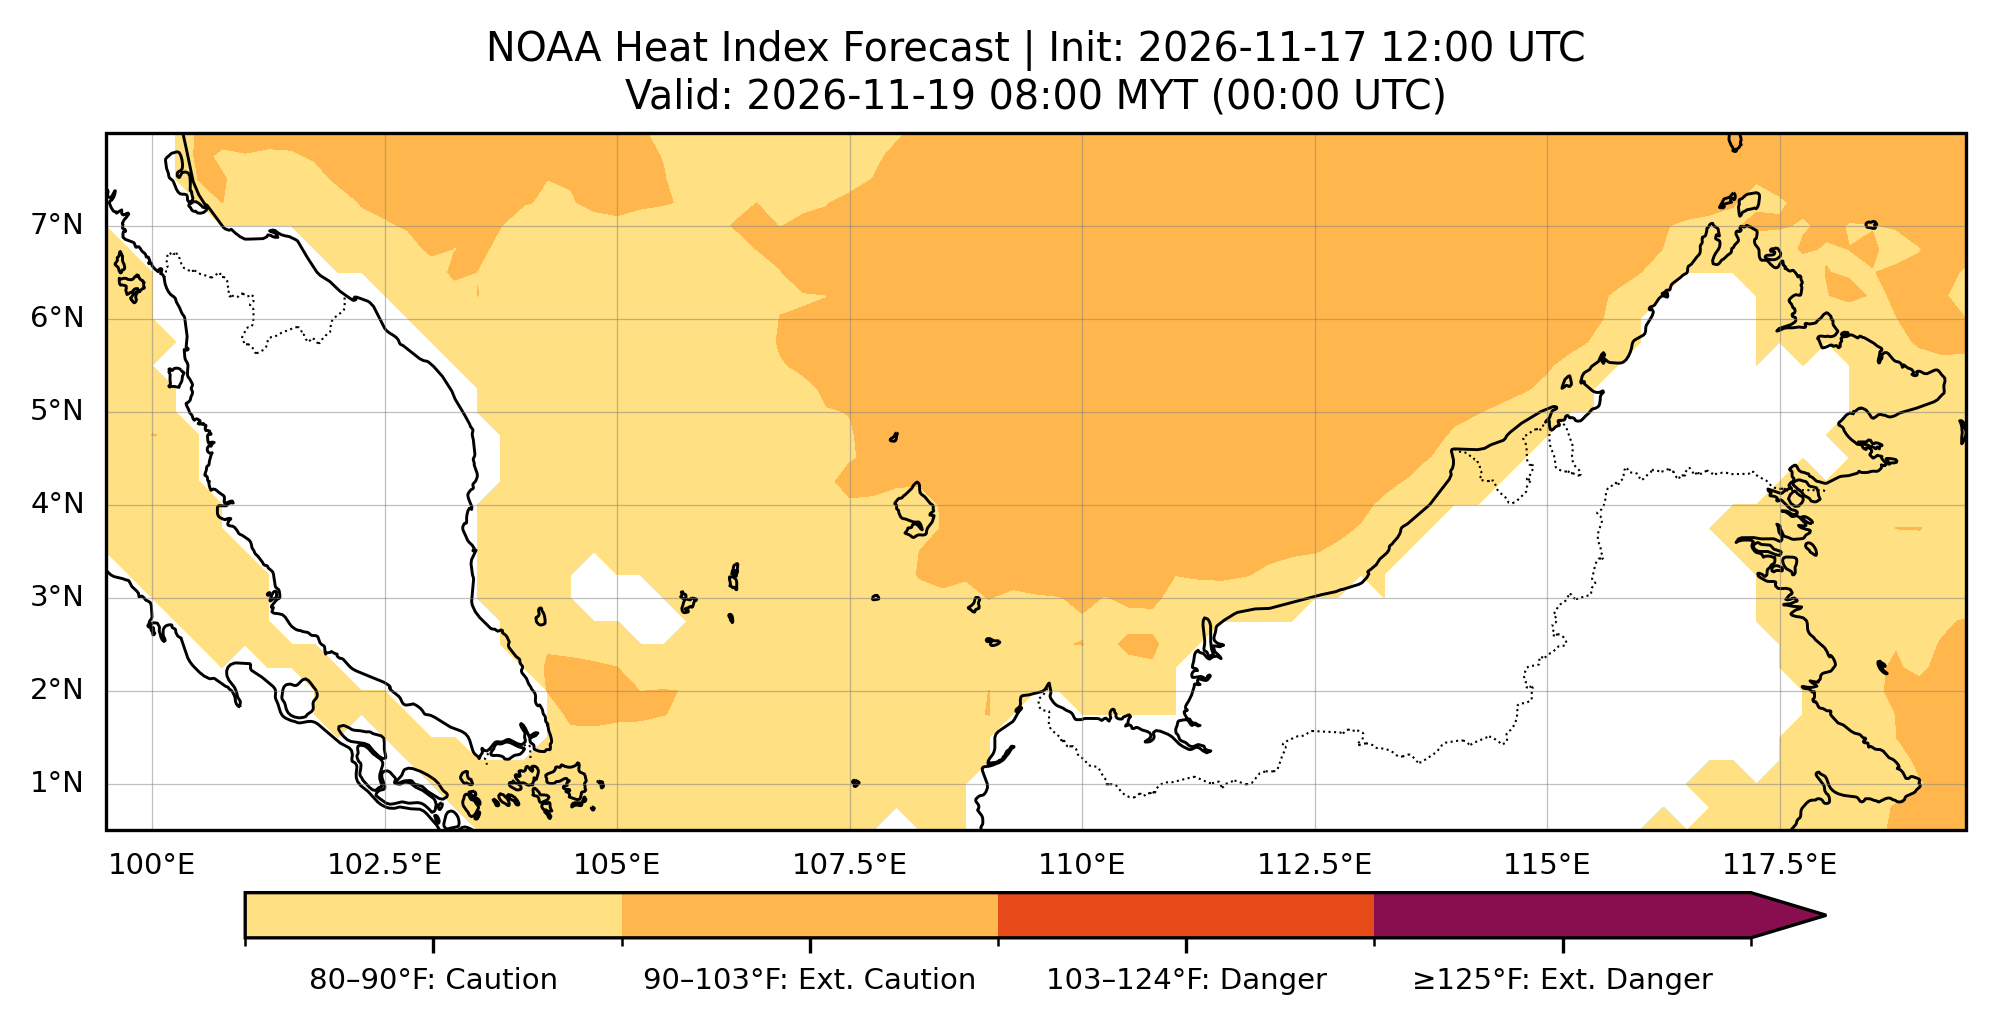 NOAA Heat Index Forecast | Init: 2026-11-17 12:00 UTC
Valid: 2026-11-19 08:00 MYT (00:00 UTC)
7°N
6°N
5°N
4°N
3°N
2°N
1°N
100°E
102.5°E
105°E
107.5°E
110°E
112.5°E
115°E
117.5°E
80–90°F: Caution
90–103°F: Ext. Caution
103–124°F: Danger
≥125°F: Ext. Danger